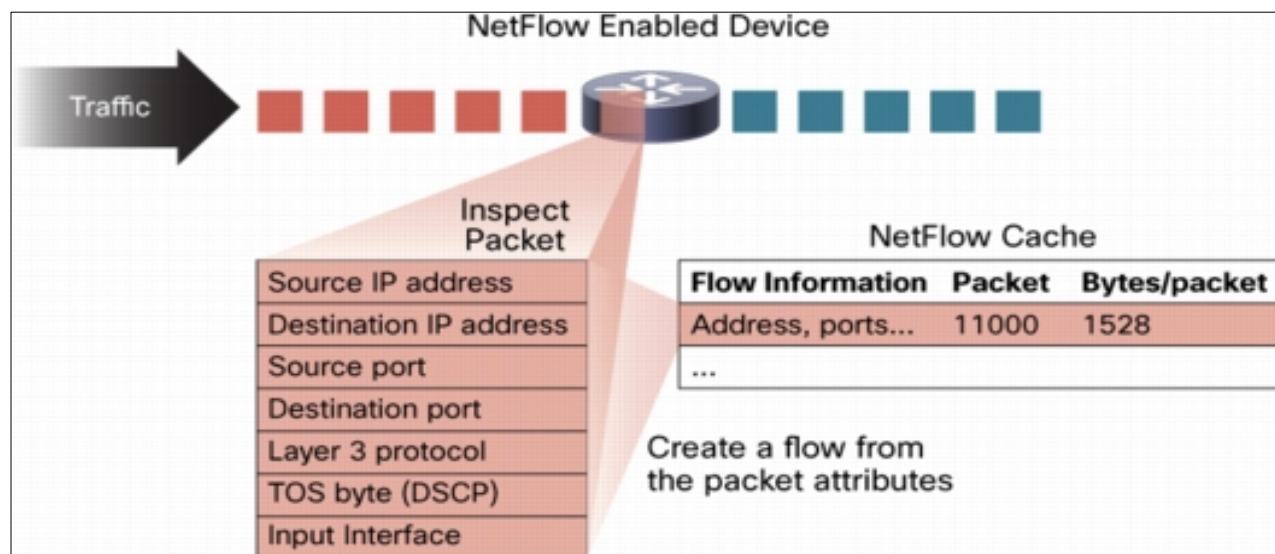 NetFlow Enabled Device
Traffic
Inspect
Packet
Source IP address
Destination IP address
Source port
Destination port
Layer 3 protocol
TOS byte (DSCP)
Input Interface
NetFlow Cache
Flow Information Packet Bytes/packet
Address, ports... 11000 1528
...
Create a flow from
the packet attributes